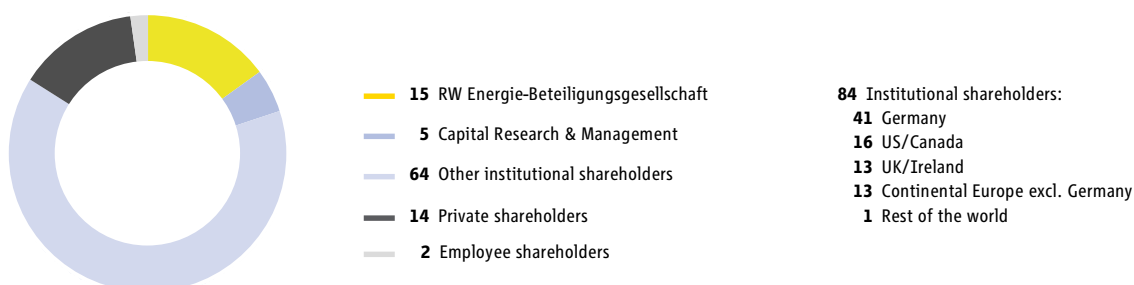 15 RW Energie-Beteiligungsgesellschaft
5 Capital Research & Management
64 Other institutional shareholders
14 Private shareholders
2 Employee shareholders
84 Institutional shareholders:
41 Germany
16 US/Canada
13 UK/Ireland
13 Continental Europe excl. Germany
1 Rest of the world